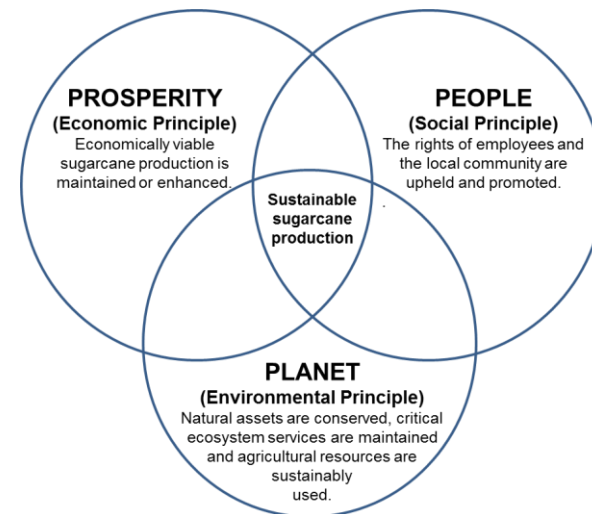 PROSPERITY
(Economic Principle)
Economically viable
sugarcane production is
maintained or enhanced.
PEOPLE
(Social Principle)
The rights of employees and
the local community are
upheld and promoted.
.
Sustainable
sugarcane
production
PLANET
(Environmental Principle)
Natural assets are conserved, critical
ecosystem services are maintained
and agricultural resources are
sustainably
used.